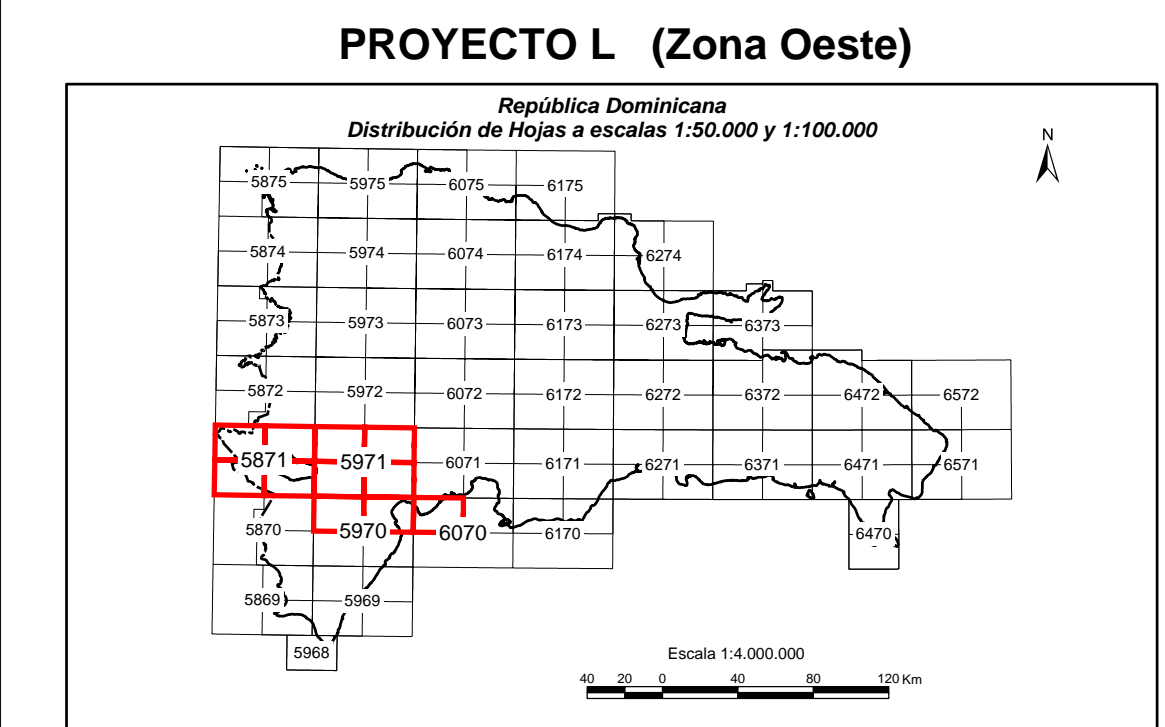 PROYECTO L (Zona Oeste)
República Dominicana
Distribución de Hojas a escalas 1:50.000 y 1:100.000
N
5875 5975 6075 6175
5874 5974 6074 6174 6274
5873 5973 6073 6173 6273 6373
5872 5972 6072 6172 6272 6372 6472 6572
5871 5971 6071 6171 6271 6371 6471 6571
5870 5970 6070 6170 6470
5869 5969
5968
Escala 1:4.000.000
40 20 0 40 80 120 Km